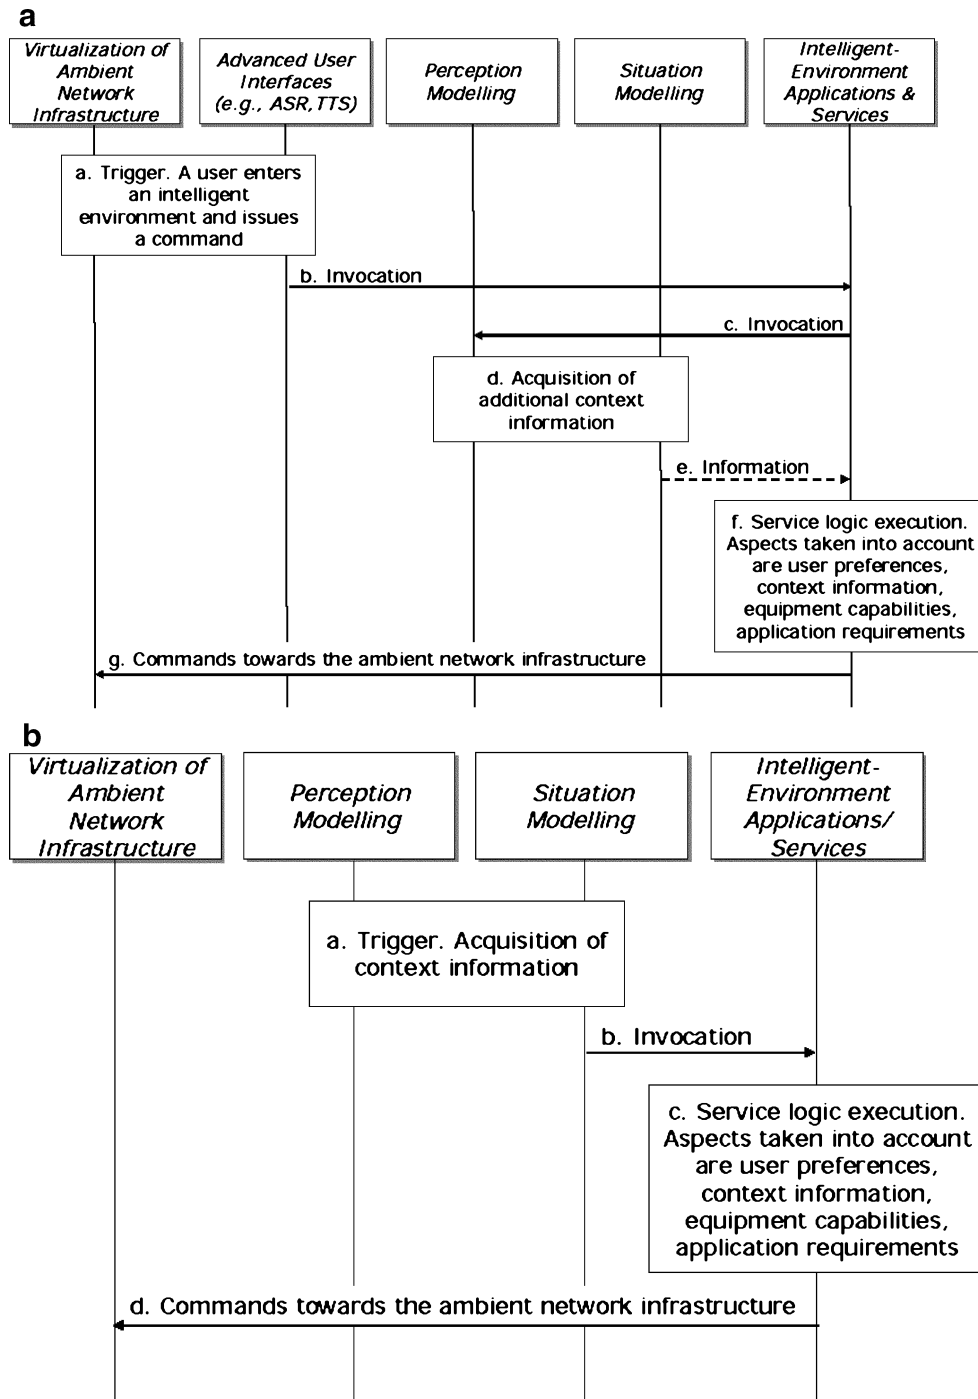 a
Virtualization of
Ambient
Network
Infrastructure
Advanced User
Interfaces
(e.g., ASR,TTS)
Perception
Modelling
Situation
Modelling
Intelligent-
Environment
Applications &
Services
a. Trigger. A user enters
an intelligent
environment and issues
a command
b. Invocation
c. Invocation
d. Acquisition of
additional context
information
e. Information
f. Service logic execution.
Aspects taken into account
are user preferences,
context information,
equipment capabilities,
application requirements
g. Commands towards the ambient network infrastructure
b
Virtualization of
Ambient
Network
Infrastructure
Perception
Modelling
Situation
Modelling
Intelligent-
Environment
Applications/
Services
a. Trigger. Acquisition of
context information
b. Invocation
c. Service logic execution.
Aspects taken into account
are user preferences,
context information,
equipment capabilities,
application requirements
d. Commands towards the ambient network infrastructure